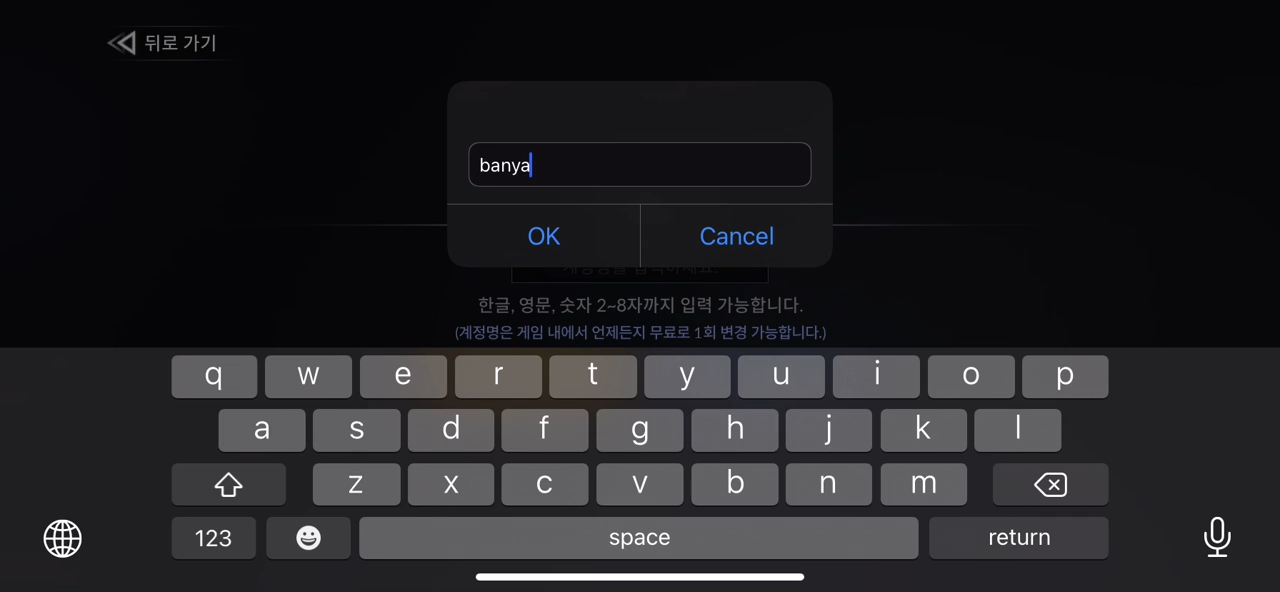 뒤로 가기
banya
OK
Cancel
한글, 영문, 숫자 2~8자까지 입력 가능합니다.
(계정명은 게임 내에서 언제든지 무료로 1회 변경 가능합니다.)
q w e r t y u i o p
a s d f g h j k l
z x c v b n m
123
space
return